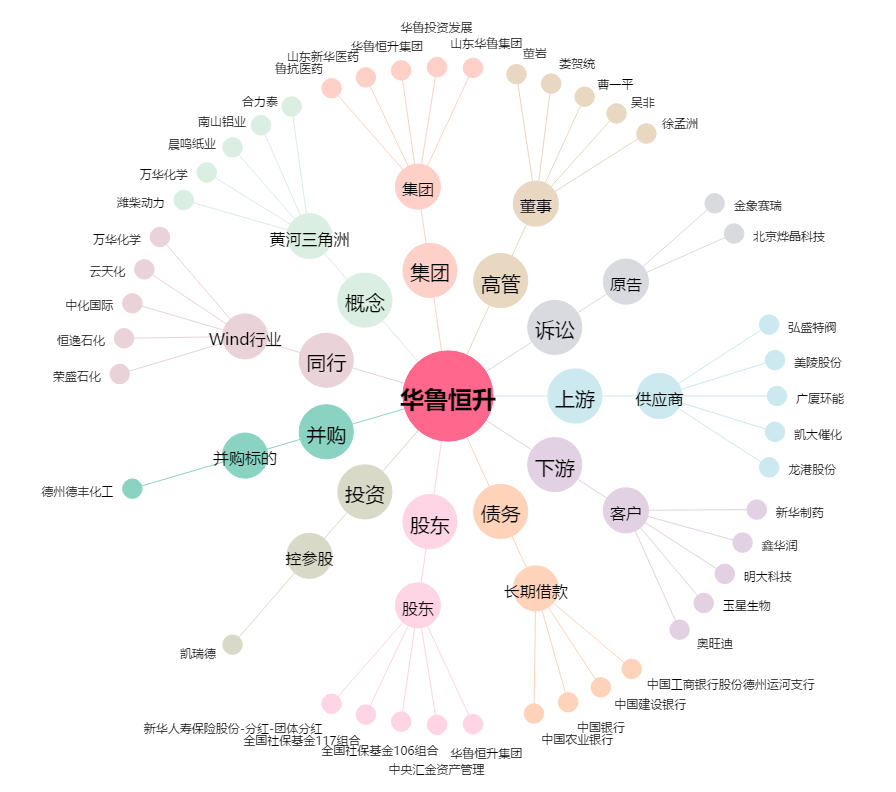 华鲁投资发展
华鲁恒升集团
山东华鲁集团
山东新华医药
鲁抗医药
董岩
娄贺统
曹一平
吴非
徐孟洲
合力泰
南山铝业
晨鸣纸业
万华化学
潍柴动力
集团
董事
黄河三角洲
集团
高管
概念
金象赛瑞
北京烨晶科技
原告
诉讼
万华化学
云天化
中化国际
恒逸石化
荣盛石化
Wind行业
同行
弘盛特阀
美陵股份
广厦环能
凯大催化
龙港股份
供应商
上游
华鲁恒升
并购
并购标的
德州德丰化工
下游
客户
新华制药
鑫华润
明大科技
玉星生物
奥旺迪
投资
控参股
凯瑞德
股东
债务
股东
长期借款
中国工商银行股份德州运河支行
中国建设银行
中国银行
中国农业银行
新华人寿保险股份-分红-团体分红
全国社保基金117组合
全国社保基金106组合
中央汇金资产管理
华鲁恒升集团